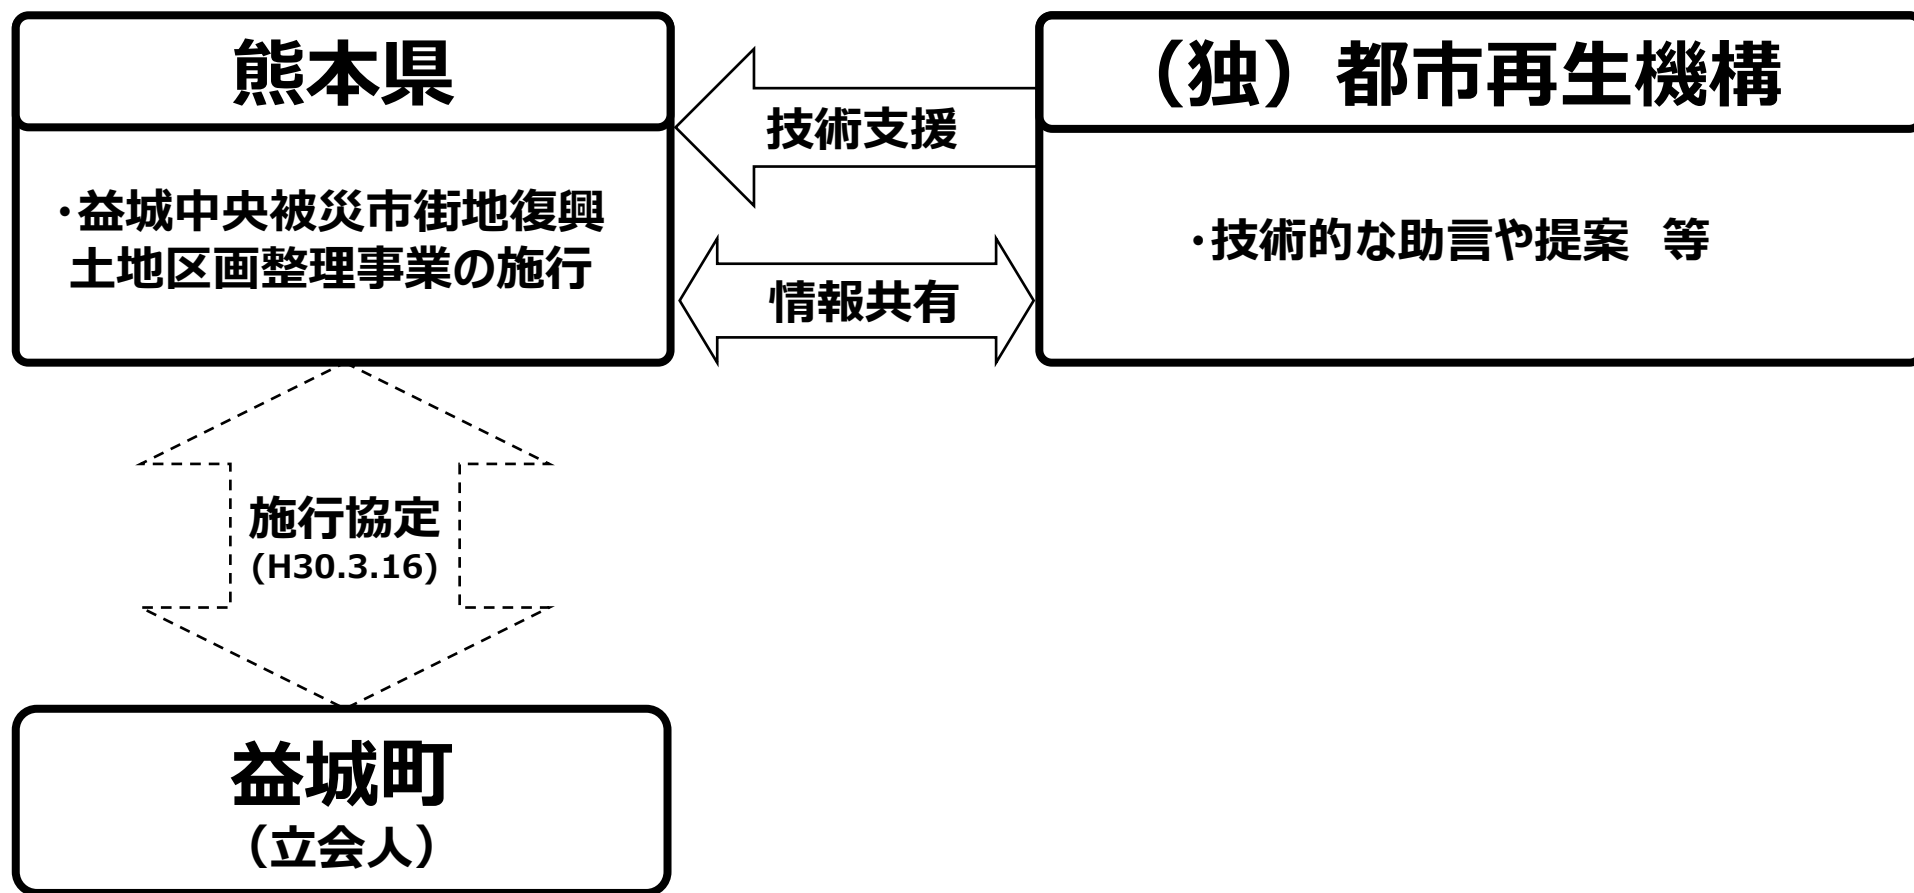 熊本県
・益城中央被災市街地復興
土地区画整理事業の施行
技術支援
情報共有
（独）都市再生機構
・技術的な助言や提案　等
施行協定
(H30.3.16)
益城町
（立会人）